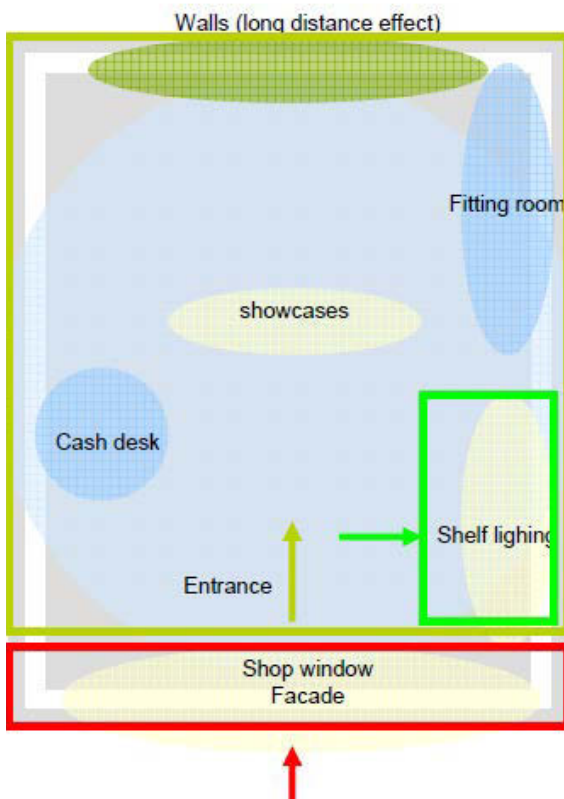 Walls (long distance effect)
Fitting room
showcases
Cash desk
Shelf lighing
Entrance
Shop window
Facade